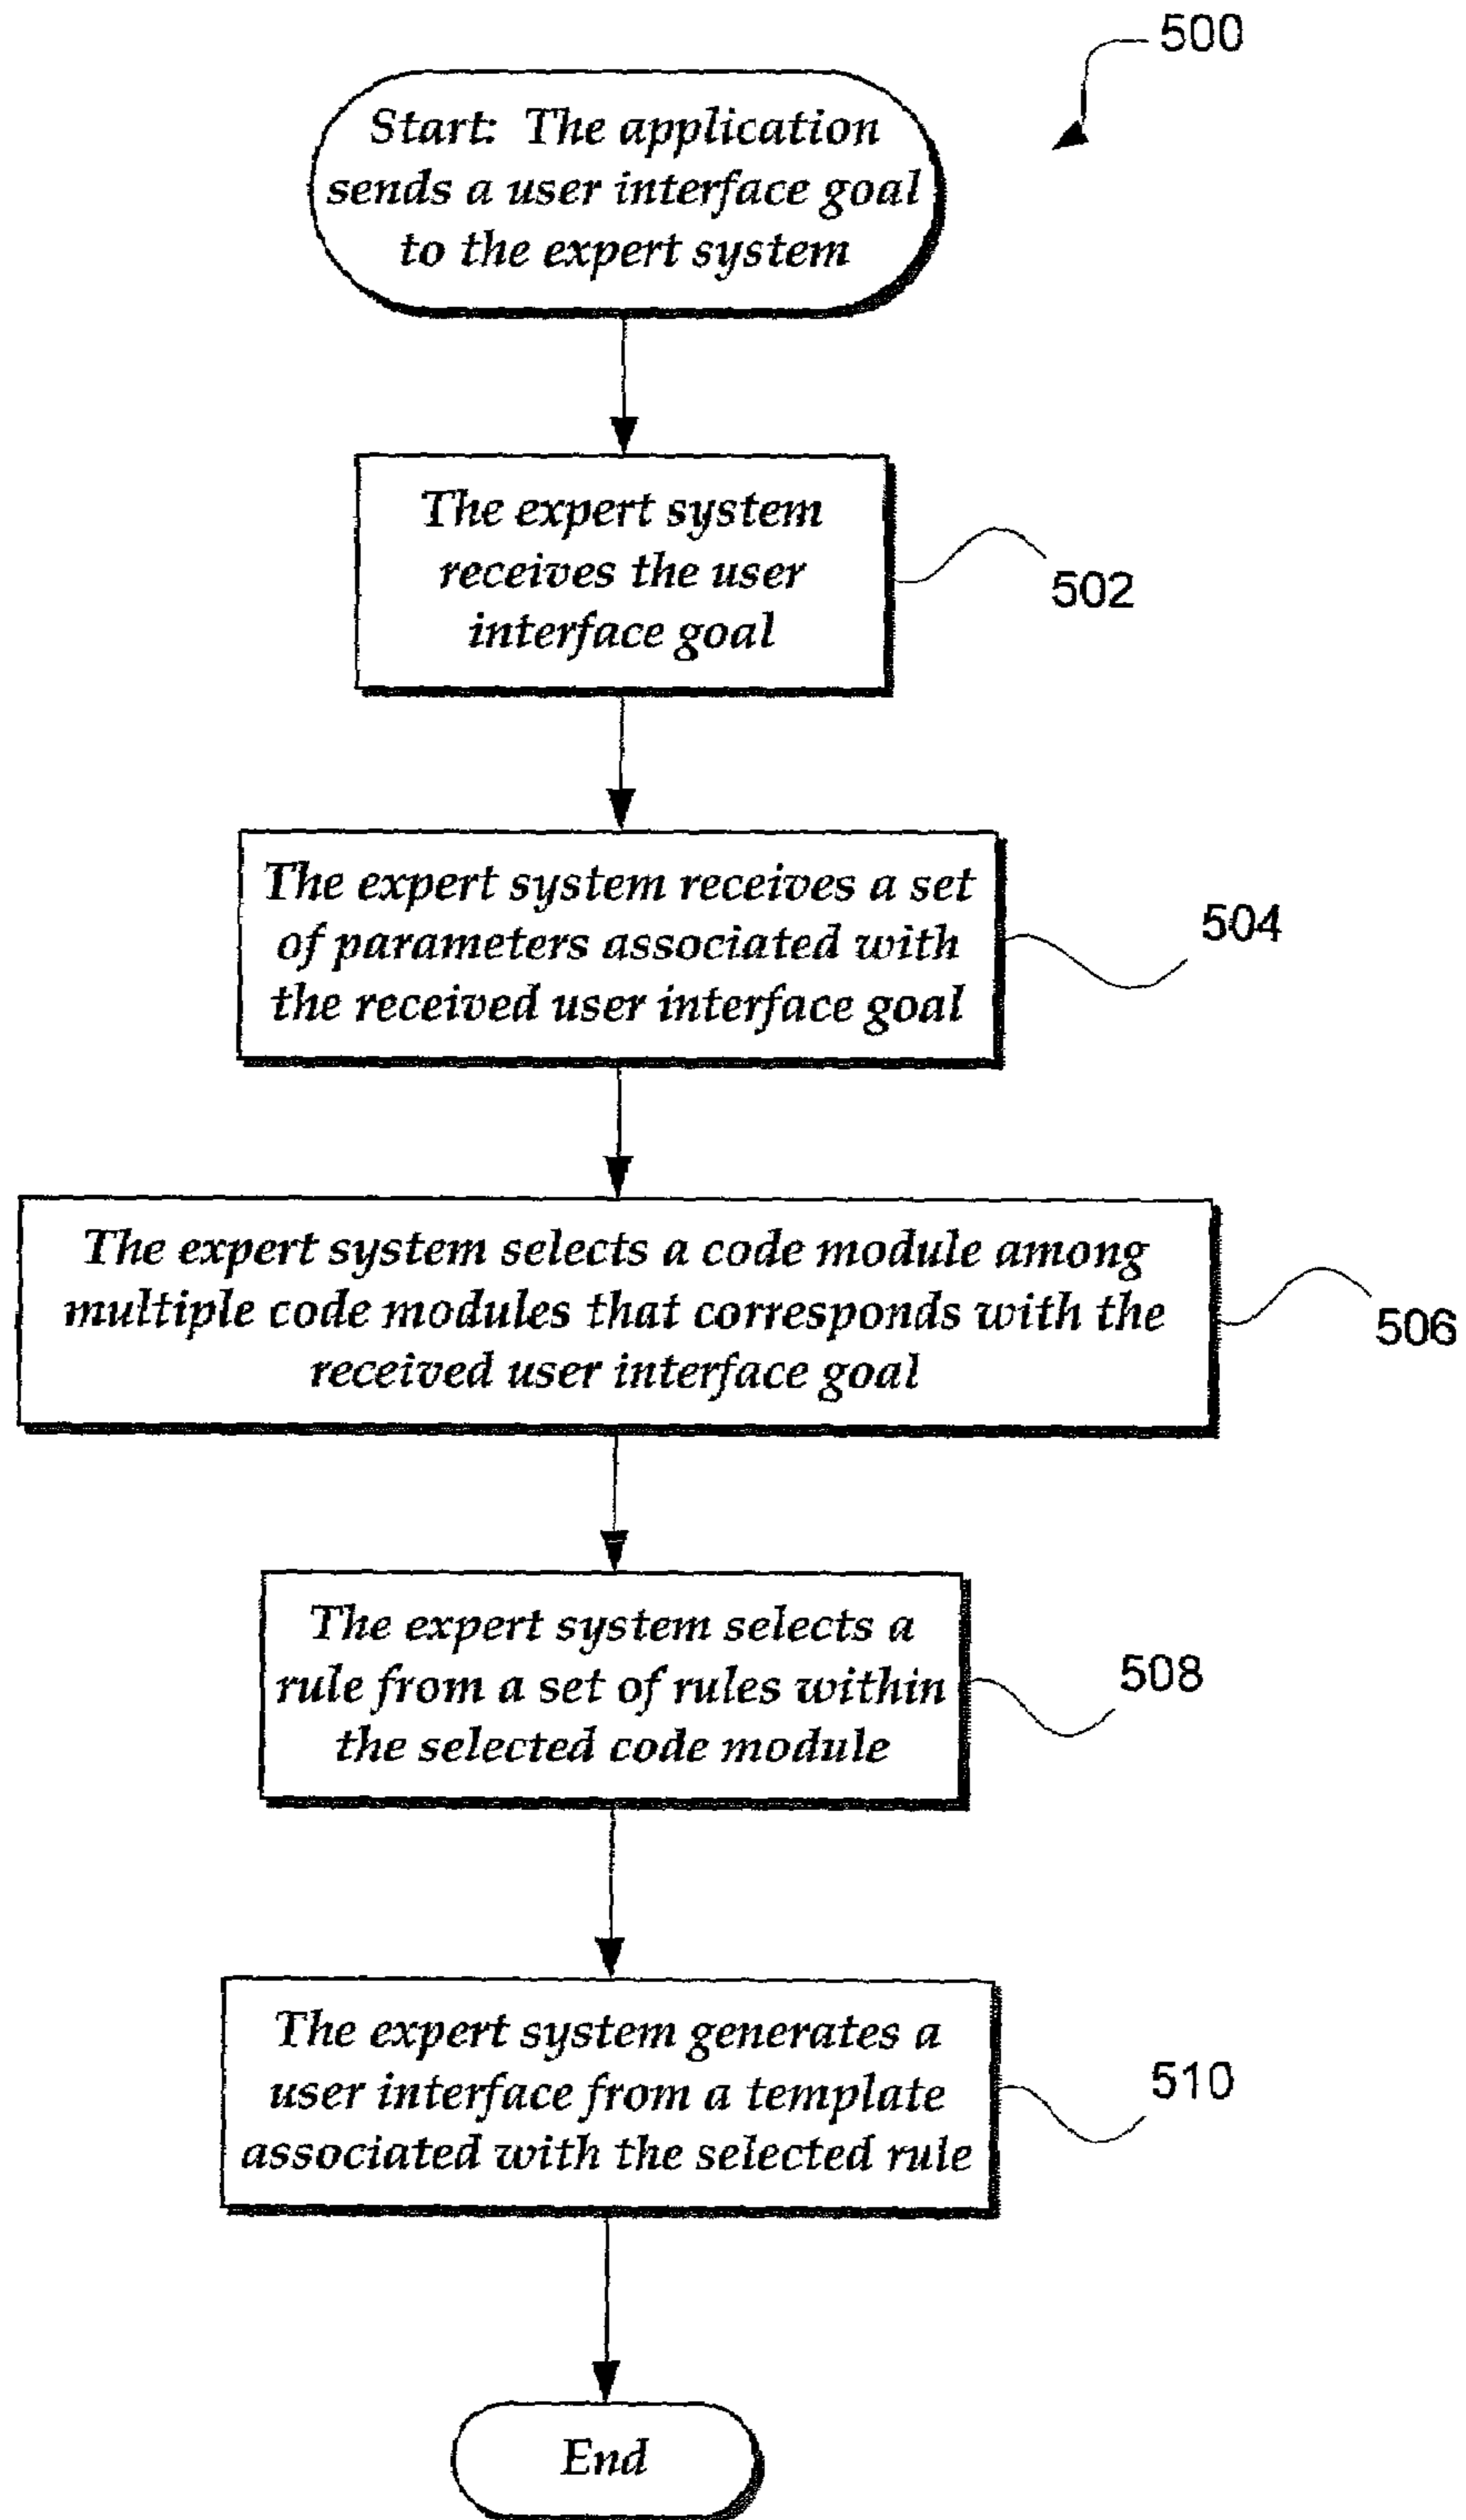 500
Start: The application
sends a user interface goal
to the expert system
The expert system
receives the user
interface goal
502
The expert system receives a set
of parameters associated with
the received user interface goal
504
The expert system selects a code module among
multiple code modules that corresponds with the
received user interface goal
506
The expert system selects a
rule from a set of rules within
the selected code module
508
The expert system generates a
user interface from a template
associated with the selected rule
510
End